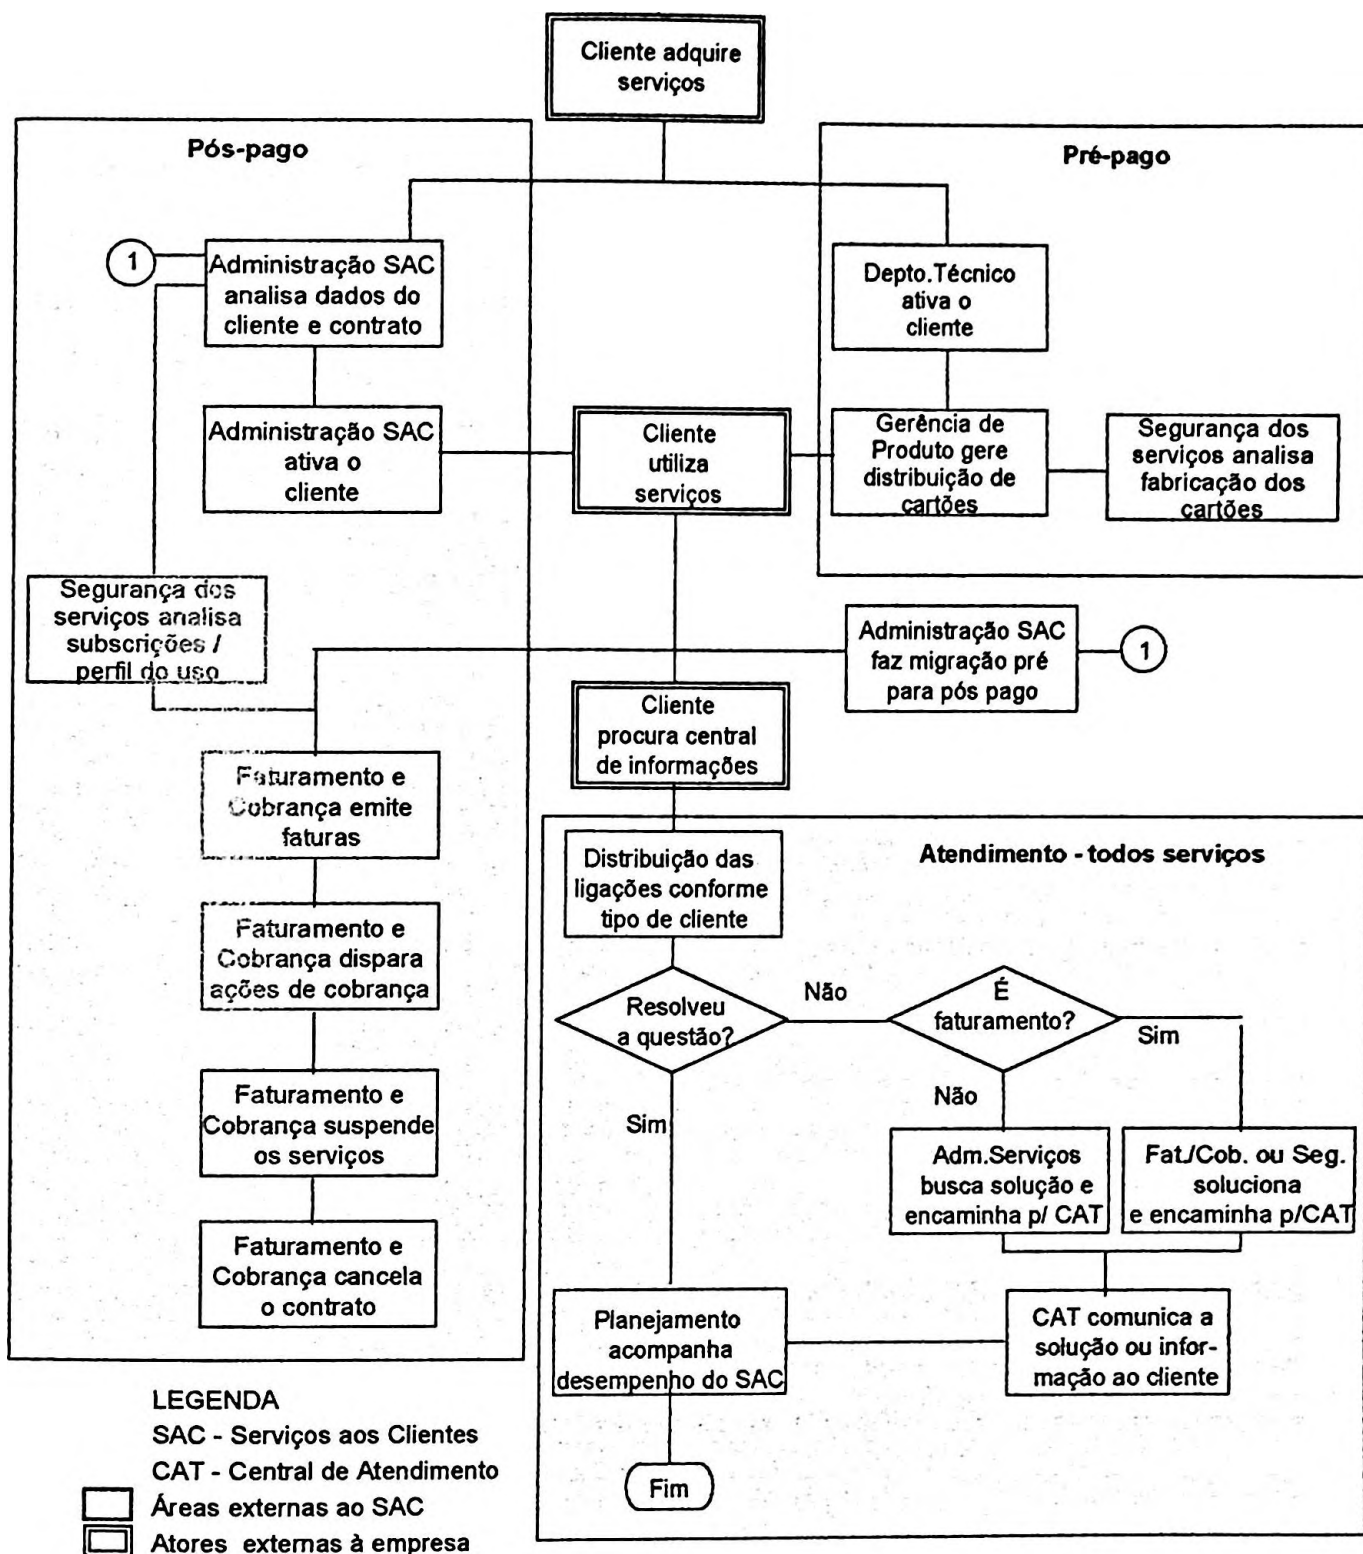 Cliente adquire
serviços
Pós-pago
Pré-pago
1
Administração SAC
analisa dados do
cliente e contrato
Depto.Técnico
ativa o
cliente
Administração SAC
ativa o
cliente
Cliente
utiliza
serviços
Gerência de
Produto gere
distribuição de
cartões
Segurança dos
serviços analisa
fabricação dos
cartões
Segurança dos
serviços analisa
subscrições /
perfil do uso
Administração SAC
faz migração pré
para pós pago
1
Cliente
procura central
de informações
Faturamento e
Cobrança emite
faturas
Faturamento e
Cobrança dispara
ações de cobrança
Faturamento e
Cobrança suspende
os serviços
Faturamento e
Cobrança cancela
o contrato
Atendimento - todos serviços
Distribuição das
ligações conforme
tipo de cliente
Resolveu
a questão?
Não
É
faturamento?
Sim
Não
Sim
Adm.Serviços
busca solução e
encaminha p/ CAT
Fat./Cob. ou Seg.
soluciona
e encaminha p/CAT
Planejamento
acompanha
desempenho do SAC
CAT comunica a
solução ou infor-
mação ao cliente
Fim
LEGENDA
SAC - Serviços aos Clientes
CAT - Central de Atendimento
Áreas externas ao SAC
Atores externas à empresa